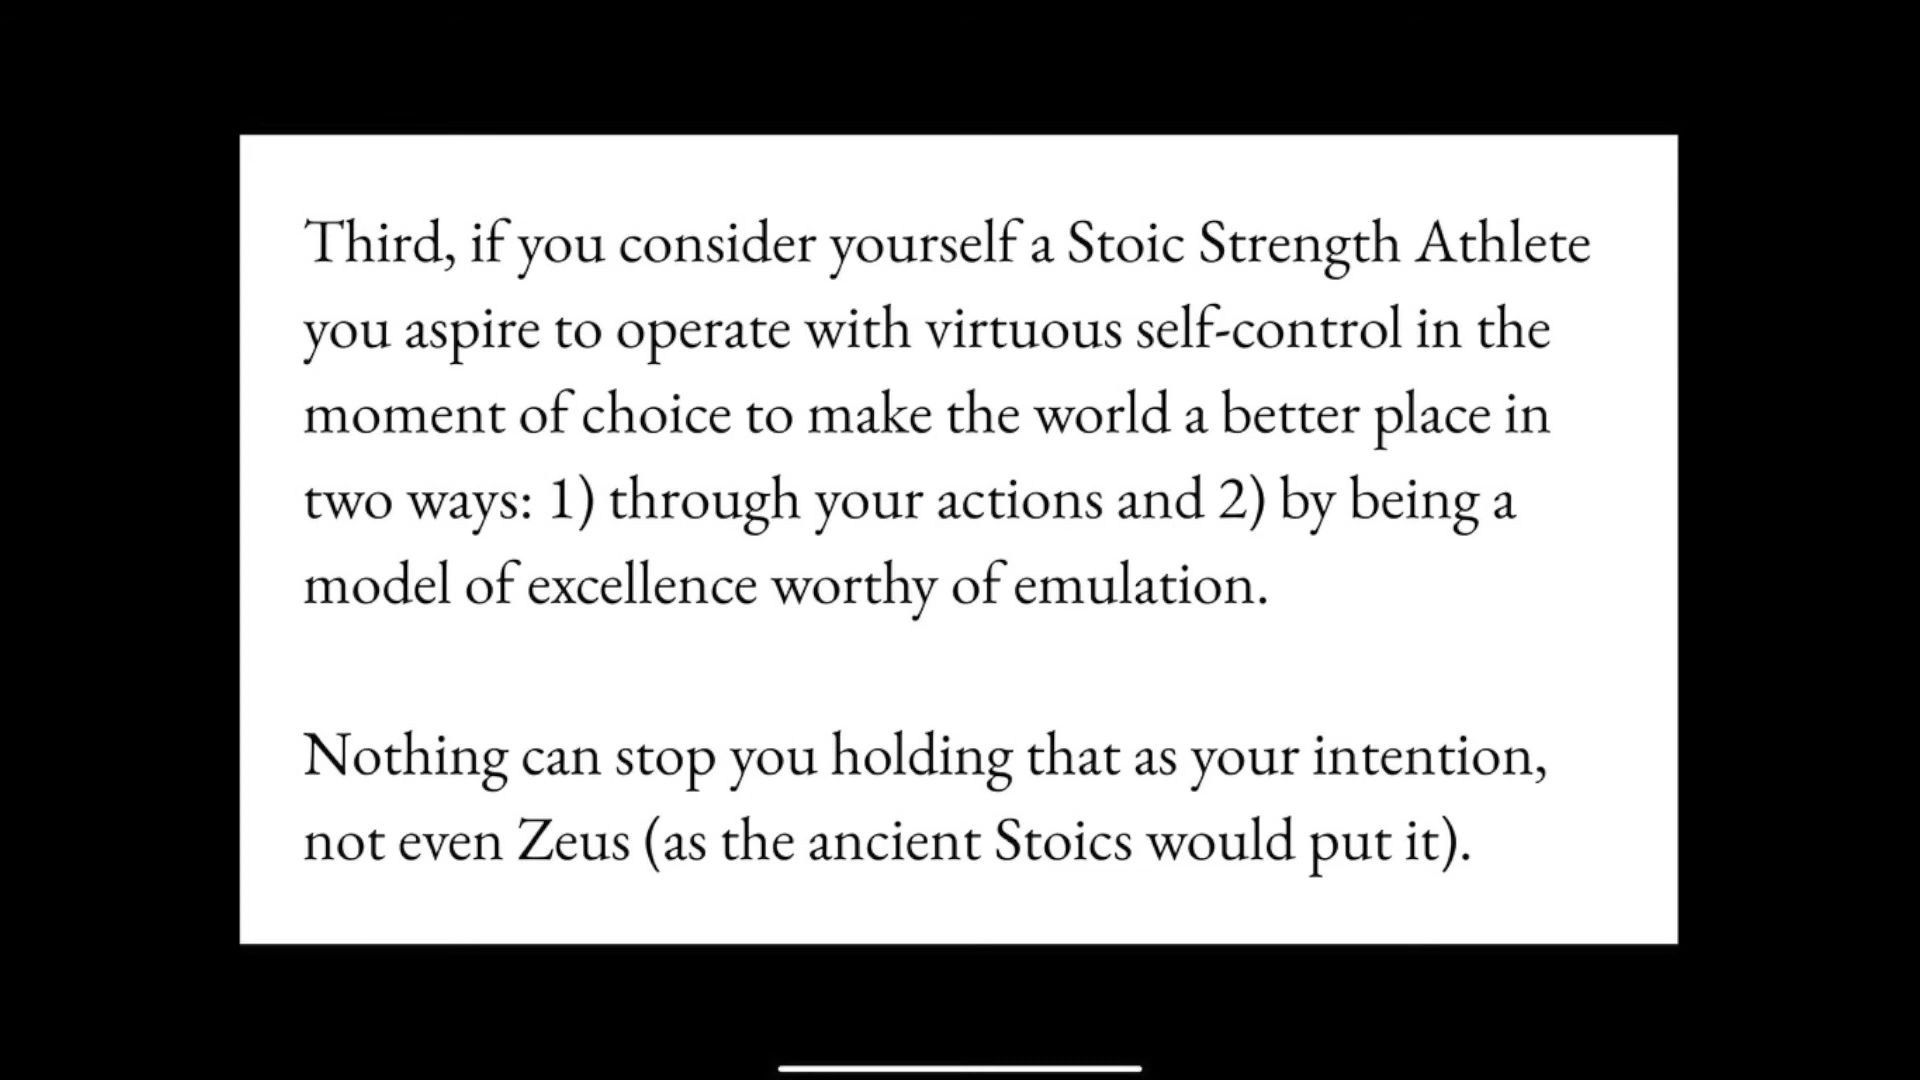 Third, if you consider yourself a Stoic Strength Athlete
you aspire to operate with virtuous self-control in the
moment of choice to make the world a better place in
two ways: 1) through your actions and 2) by being a
model of excellence worthy of emulation.
Nothing can stop you holding that as your intention,
not even Zeus (as the ancient Stoics would put it).